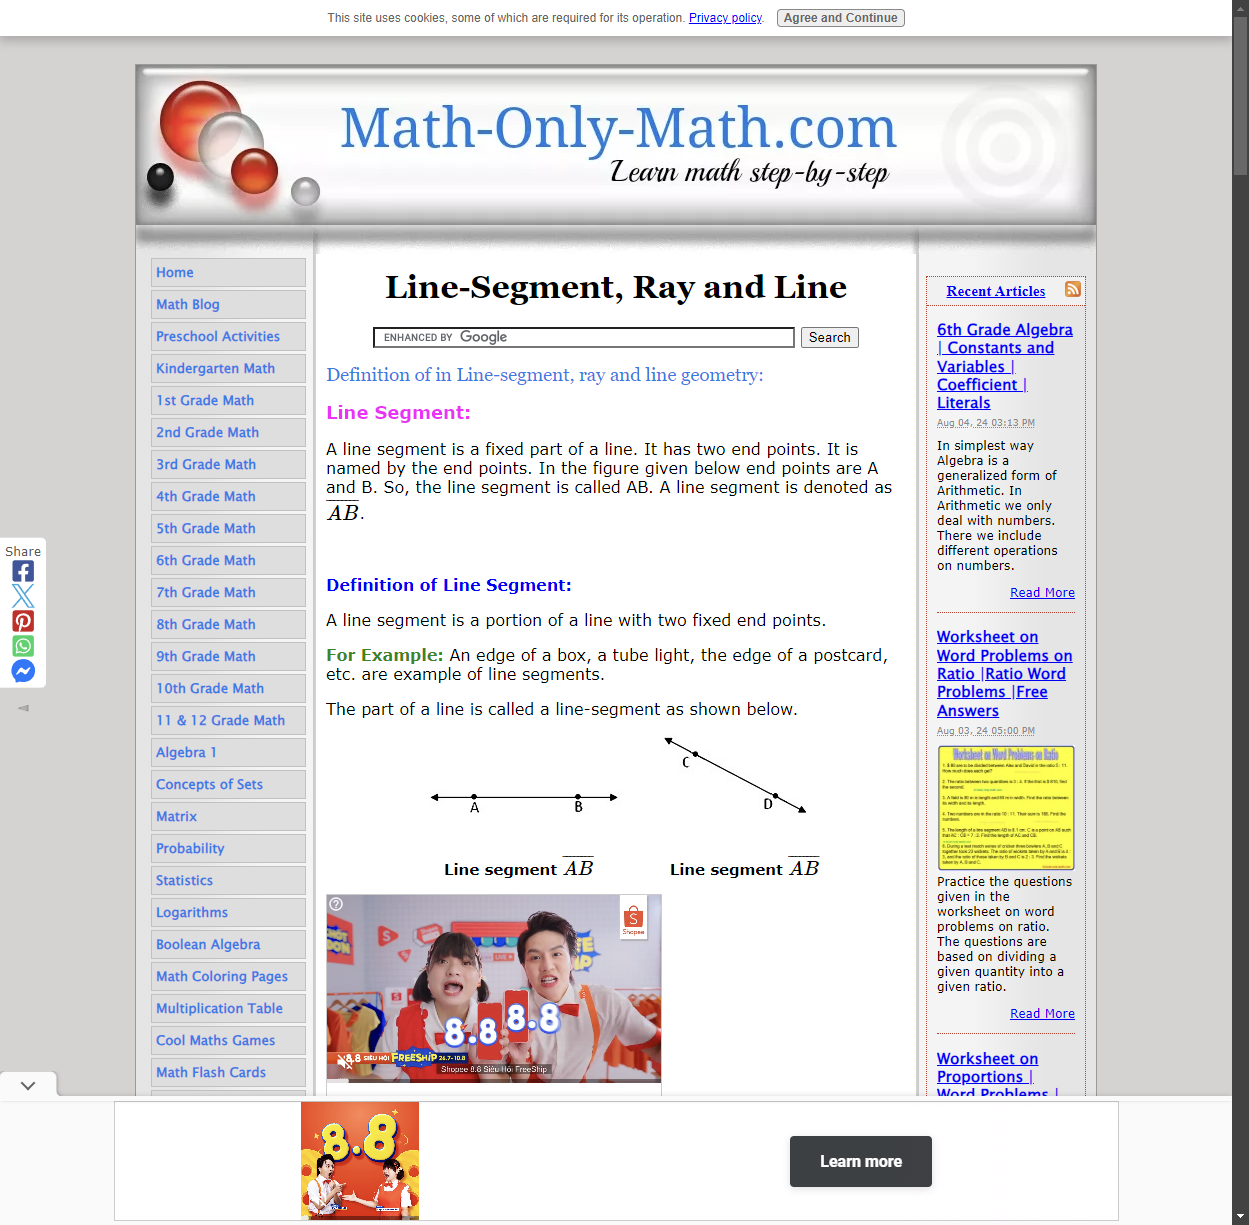 This site uses cookies, some of which are required for its operation. Privacy policy. Agree and Continue
Math-Only-Math.com
Learn math step-by-step
Home
Math Blog
Preschool Activities
Kindergarten Math
1st Grade Math
2nd Grade Math
3rd Grade Math
4th Grade Math
5th Grade Math
6th Grade Math
7th Grade Math
8th Grade Math
9th Grade Math
10th Grade Math
11 & 12 Grade Math
Algebra 1
Concepts of Sets
Matrix
Probability
Statistics
Logarithms
Boolean Algebra
Math Coloring Pages
Multiplication Table
Cool Maths Games
Math Flash Cards
Share
Line-Segment, Ray and Line
ENHANCED BY Google
Search
Definition of in Line-segment, ray and line geometry:
Line Segment:
A line segment is a fixed part of a line. It has two end points. It is
named by the end points. In the figure given below end points are A
and B. So, the line segment is called AB. A line segment is denoted as
A̅B̅.
Definition of Line Segment:
A line segment is a portion of a line with two fixed end points.
For Example: An edge of a box, a tube light, the edge of a postcard,
etc. are example of line segments.
The part of a line is called a line-segment as shown below.
A B
C D
Line segment A̅B̅
Line segment A̅B̅
Shopee
8.8 8.8
8.8 SIÊU HỘI FREESHIP 26.7-10.8
Shopee 8.8 Siêu Hội FreeShip
Recent Articles
6th Grade Algebra
| Constants and
Variables |
Coefficient |
Literals
Aug 04, 24 03:13 PM
In simplest way
Algebra is a
generalized form of
Arithmetic. In
Arithmetic we only
deal with numbers.
There we include
different operations
on numbers.
Read More
Worksheet on
Word Problems on
Ratio |Ratio Word
Problems |Free
Answers
Aug 03, 24 05:00 PM
Worksheet on Word Problems on Ratio
Practice the questions
given in the
worksheet on word
problems on ratio.
The questions are
based on dividing a
given quantity into a
given ratio.
Read More
Worksheet on
Proportions |
Word Problems |
8.8
Learn more